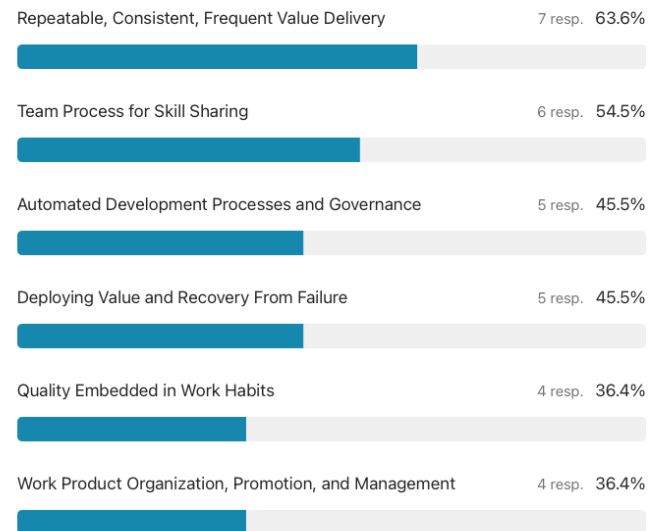 Repeatable, Consistent, Frequent Value Delivery 7 resp. 63.6%
Team Process for Skill Sharing 6 resp. 54.5%
Automated Development Processes and Governance 5 resp. 45.5%
Deploying Value and Recovery From Failure 5 resp. 45.5%
Quality Embedded in Work Habits 4 resp. 36.4%
Work Product Organization, Promotion, and Management 4 resp. 36.4%